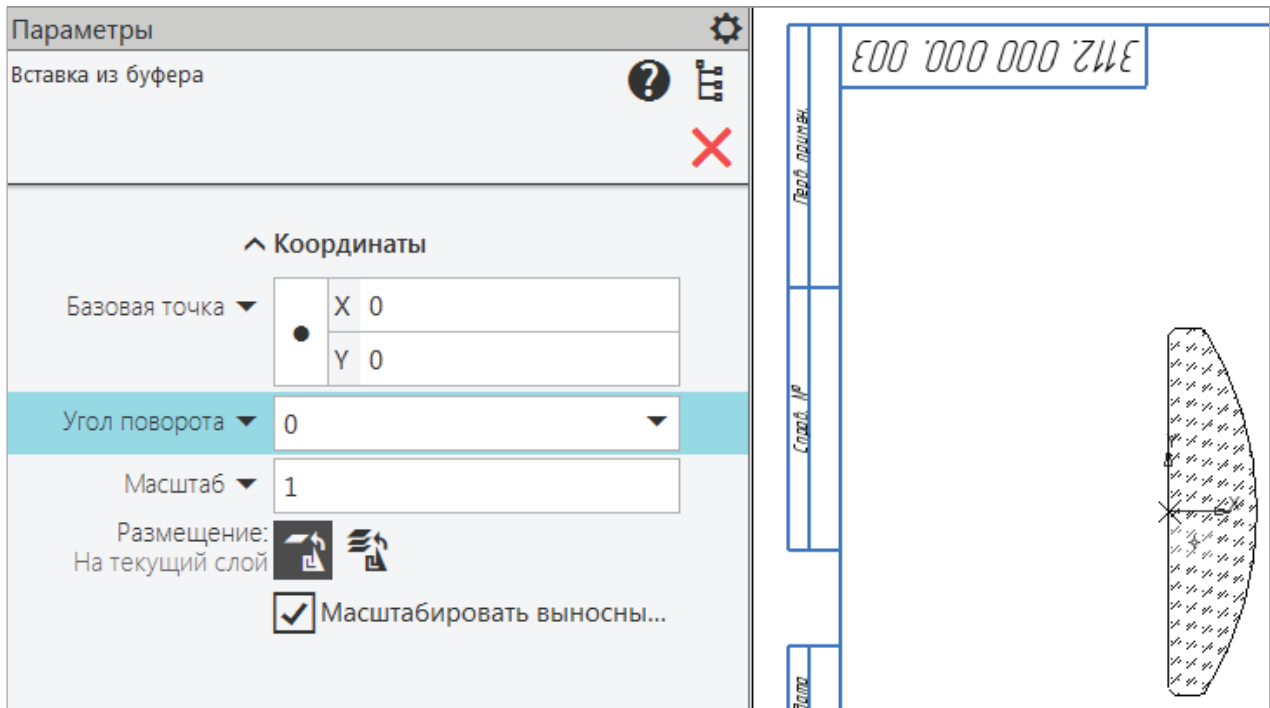 Параметры
Вставка из буфера
Координаты
Базовая точка
X 0
Y 0
Угол поворота 0
Масштаб 1
Размещение:
На текущий слой
Масштабировать выносны...
3112. 000 000. 003
Перв. примен.
Справ. №
дата
Y
X